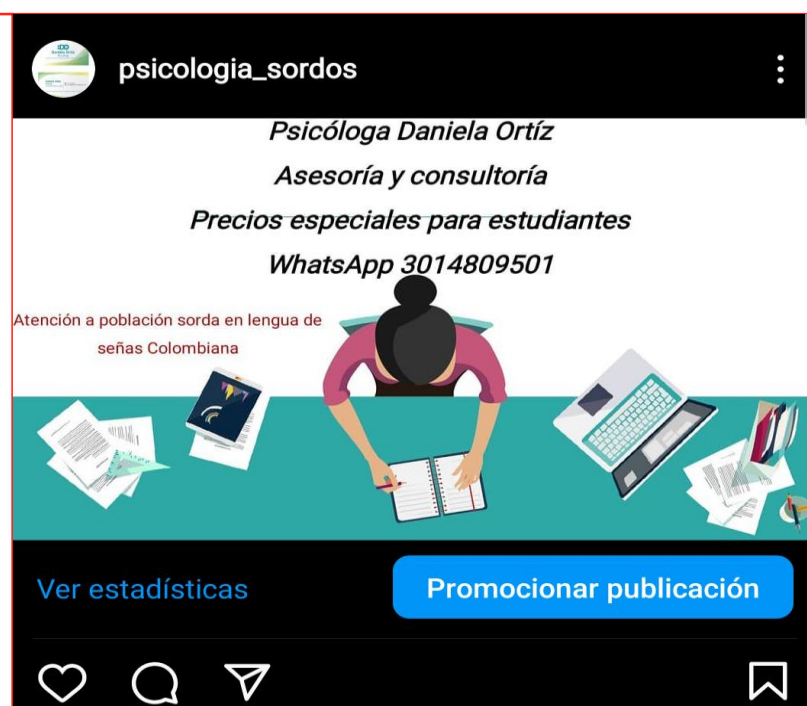 psicologia_sordos
Psicóloga Daniela Ortíz
Asesoría y consultoría
Precios especiales para estudiantes
WhatsApp 3014809501
Atención a población sorda en lengua de
señas Colombiana
Ver estadísticas
Promocionar publicación